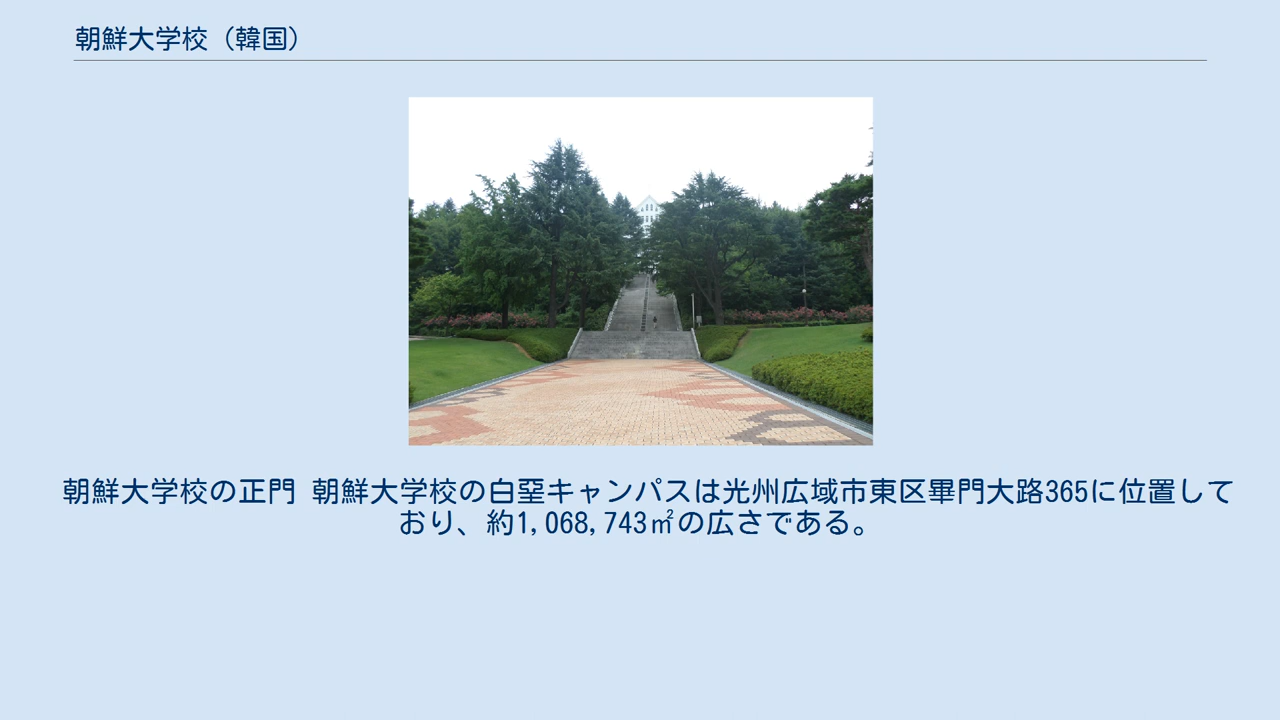 朝鮮大学校（韓国）
朝鮮大学校の正門 朝鮮大学校の白堊キャンパスは光州広域市東区畢門大路365に位置して
おり、約1,068,743㎡の広さである。